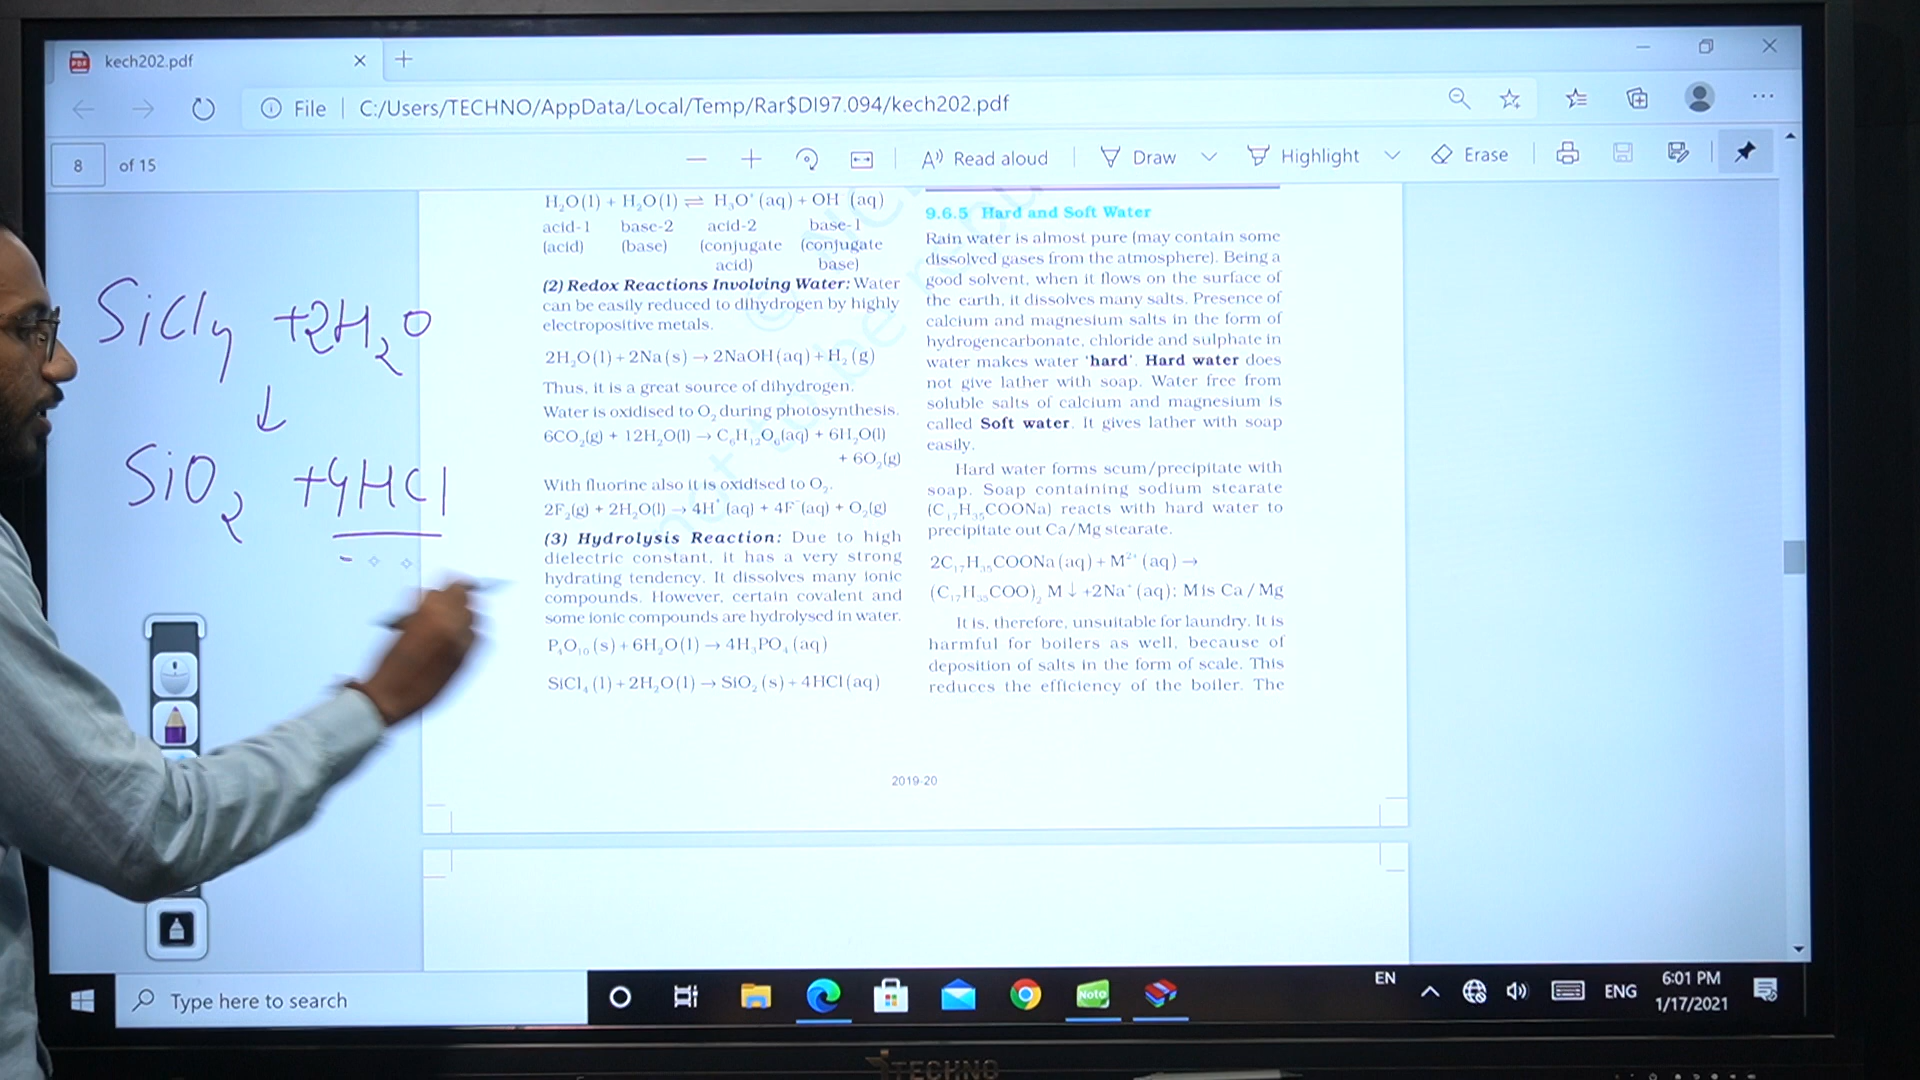 kech202.pdf
File | C:/Users/TECHNO/AppData/Local/Temp/Rar$DI97.094/kech202.pdf
8 of 15
Read aloud
Draw
Highlight
Erase
SiCl4 +2H2O
↓
SiO2 +4HCl
H₂O(l) + H₂O(l) ⇌ H₃O⁺ (aq) + OH (aq)
acid-1 base-2 acid-2 base-1
(acid) (base) (conjugate (conjugate
acid) base)
(2) Redox Reactions Involving Water: Water
can be easily reduced to dihydrogen by highly
electropositive metals.
2H₂O(l) + 2Na(s) → 2NaOH(aq) + H₂(g)
Thus, it is a great source of dihydrogen.
Water is oxidised to O₂ during photosynthesis.
6CO₂(g) + 12H₂O(l) → C₆H₁₂O₆(aq) + 6H₂O(l)
+ 6O₂(g)
With fluorine also it is oxidised to O₂.
2F₂(g) + 2H₂O(l) → 4H⁺ (aq) + 4F⁻(aq) + O₂(g)
(3) Hydrolysis Reaction: Due to high
dielectric constant, it has a very strong
hydrating tendency. It dissolves many ionic
compounds. However, certain covalent and
some ionic compounds are hydrolysed in water.
P₄O₁₀(s) + 6H₂O(l) → 4H₃PO₄(aq)
SiCl₄(l) + 2H₂O(l) → SiO₂(s) + 4HCl(aq)
9.6.5 Hard and Soft Water
Rain water is almost pure (may contain some
dissolved gases from the atmosphere). Being a
good solvent, when it flows on the surface of
the earth, it dissolves many salts. Presence of
calcium and magnesium salts in the form of
hydrogencarbonate, chloride and sulphate in
water makes water 'hard'. Hard water does
not give lather with soap. Water free from
soluble salts of calcium and magnesium is
called Soft water. It gives lather with soap
easily.
Hard water forms scum/precipitate with
soap. Soap containing sodium stearate
(C₁₇H₃₅COONa) reacts with hard water to
precipitate out Ca/Mg stearate.
2C₁₇H₃₅COONa(aq) + M²⁺(aq) →
(C₁₇H₃₅COO)₂ M↓ +2Na⁺(aq); M is Ca/Mg
It is, therefore, unsuitable for laundry. It is
harmful for boilers as well, because of
deposition of salts in the form of scale. This
reduces the efficiency of the boiler. The
2019-20
Type here to search
Noto
EN
ENG
6:01 PM
1/17/2021
TECHNO